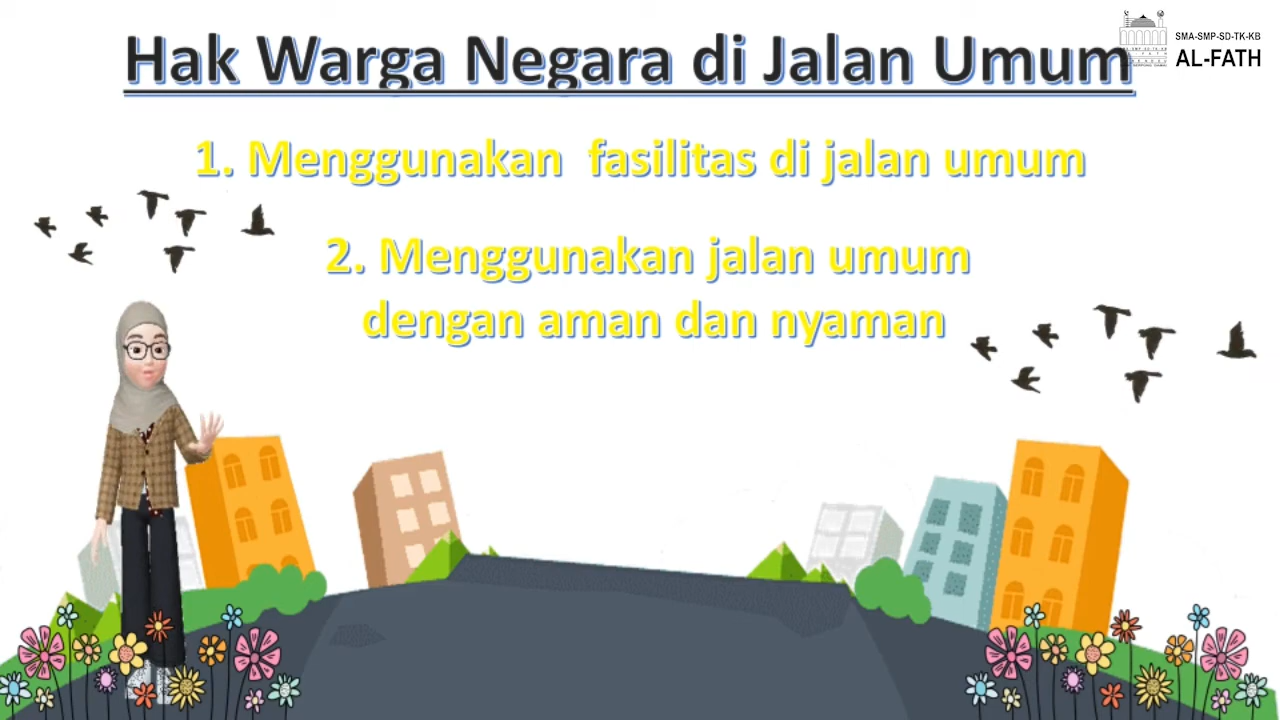 Hak Warga Negara di Jalan Umum
SMA-SMP-SD-TK-KB
AL-FATH
1. Menggunakan fasilitas di jalan umum
2. Menggunakan jalan umum
dengan aman dan nyaman